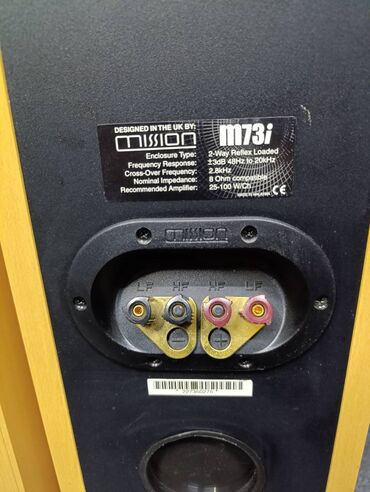 DESIGNED IN THE UK BY:
mission
m73i
Enclosure Type: 2-Way Reflex Loaded
Frequency Response: ±3dB 48Hz to 20kHz
Cross-Over Frequency: 2.8kHz
Nominal Impedance: 8 Ohm compatible
Recommended Amplifier: 25-100 W/Ch
CE
mission
LF HF HF LF